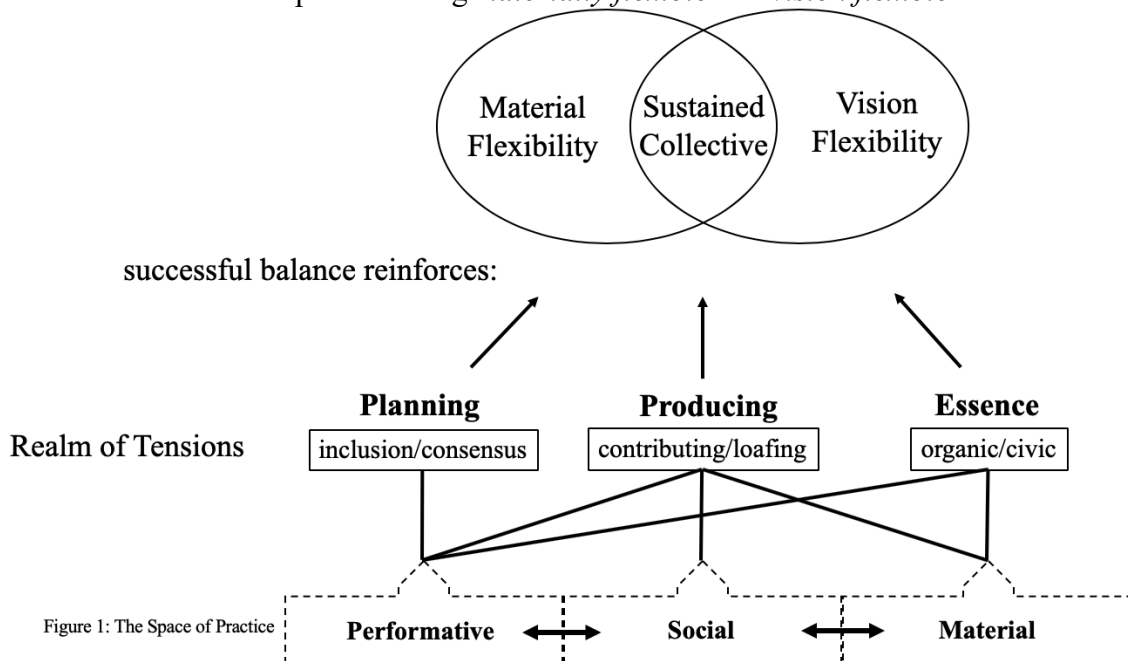 Material
Flexibility
Sustained
Collective
Vision
Flexibility
successful balance reinforces:
Planning
Producing
Essence
Realm of Tensions
inclusion/consensus
contributing/loafing
organic/civic
Figure 1: The Space of Practice
Performative
Social
Material